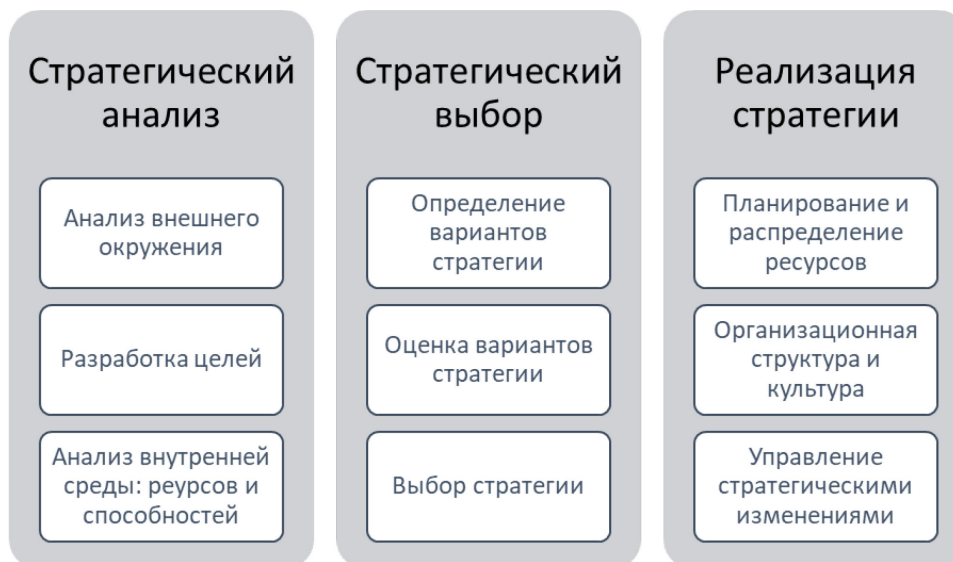 Стратегический
анализ
Анализ внешнего
окружения
Разработка целей
Анализ внутренней
среды: реурсов и
способностей
Стратегический
выбор
Определение
вариантов
стратегии
Оценка вариантов
стратегии
Выбор стратегии
Реализация
стратегии
Планирование и
распределение
ресурсов
Организационная
структура и
культура
Управление
стратегическими
изменениями